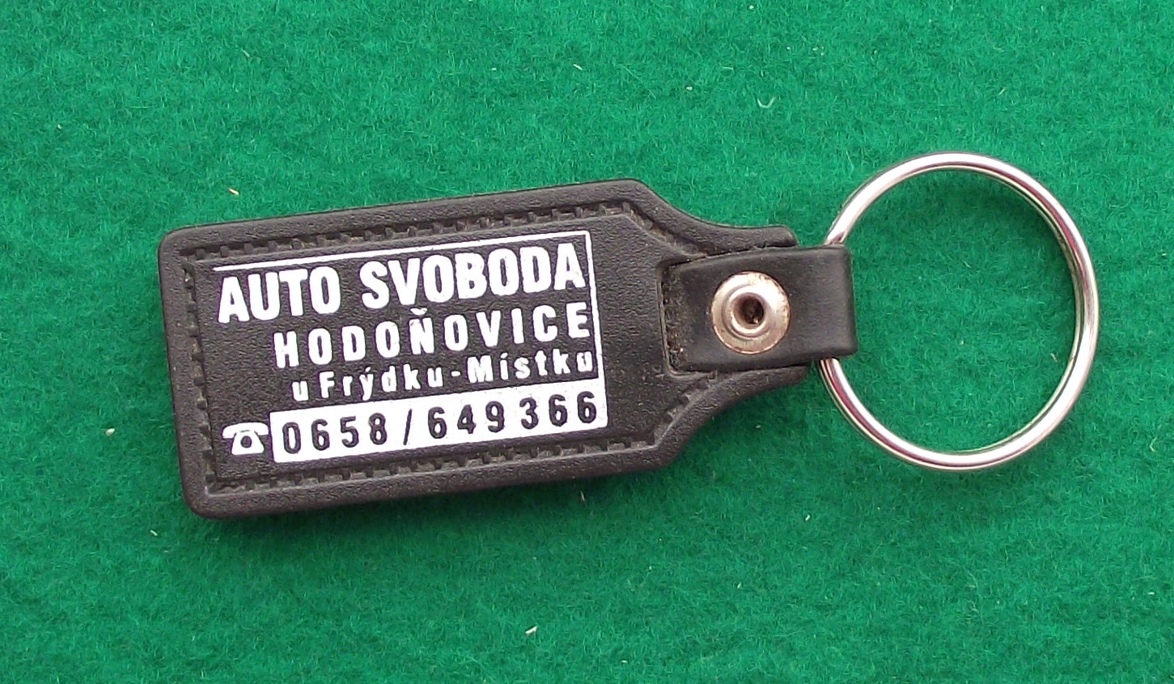 AUTO SVOBODA
HODOŇOVICE
u Frýdku-Místku
☎ 0658/649366